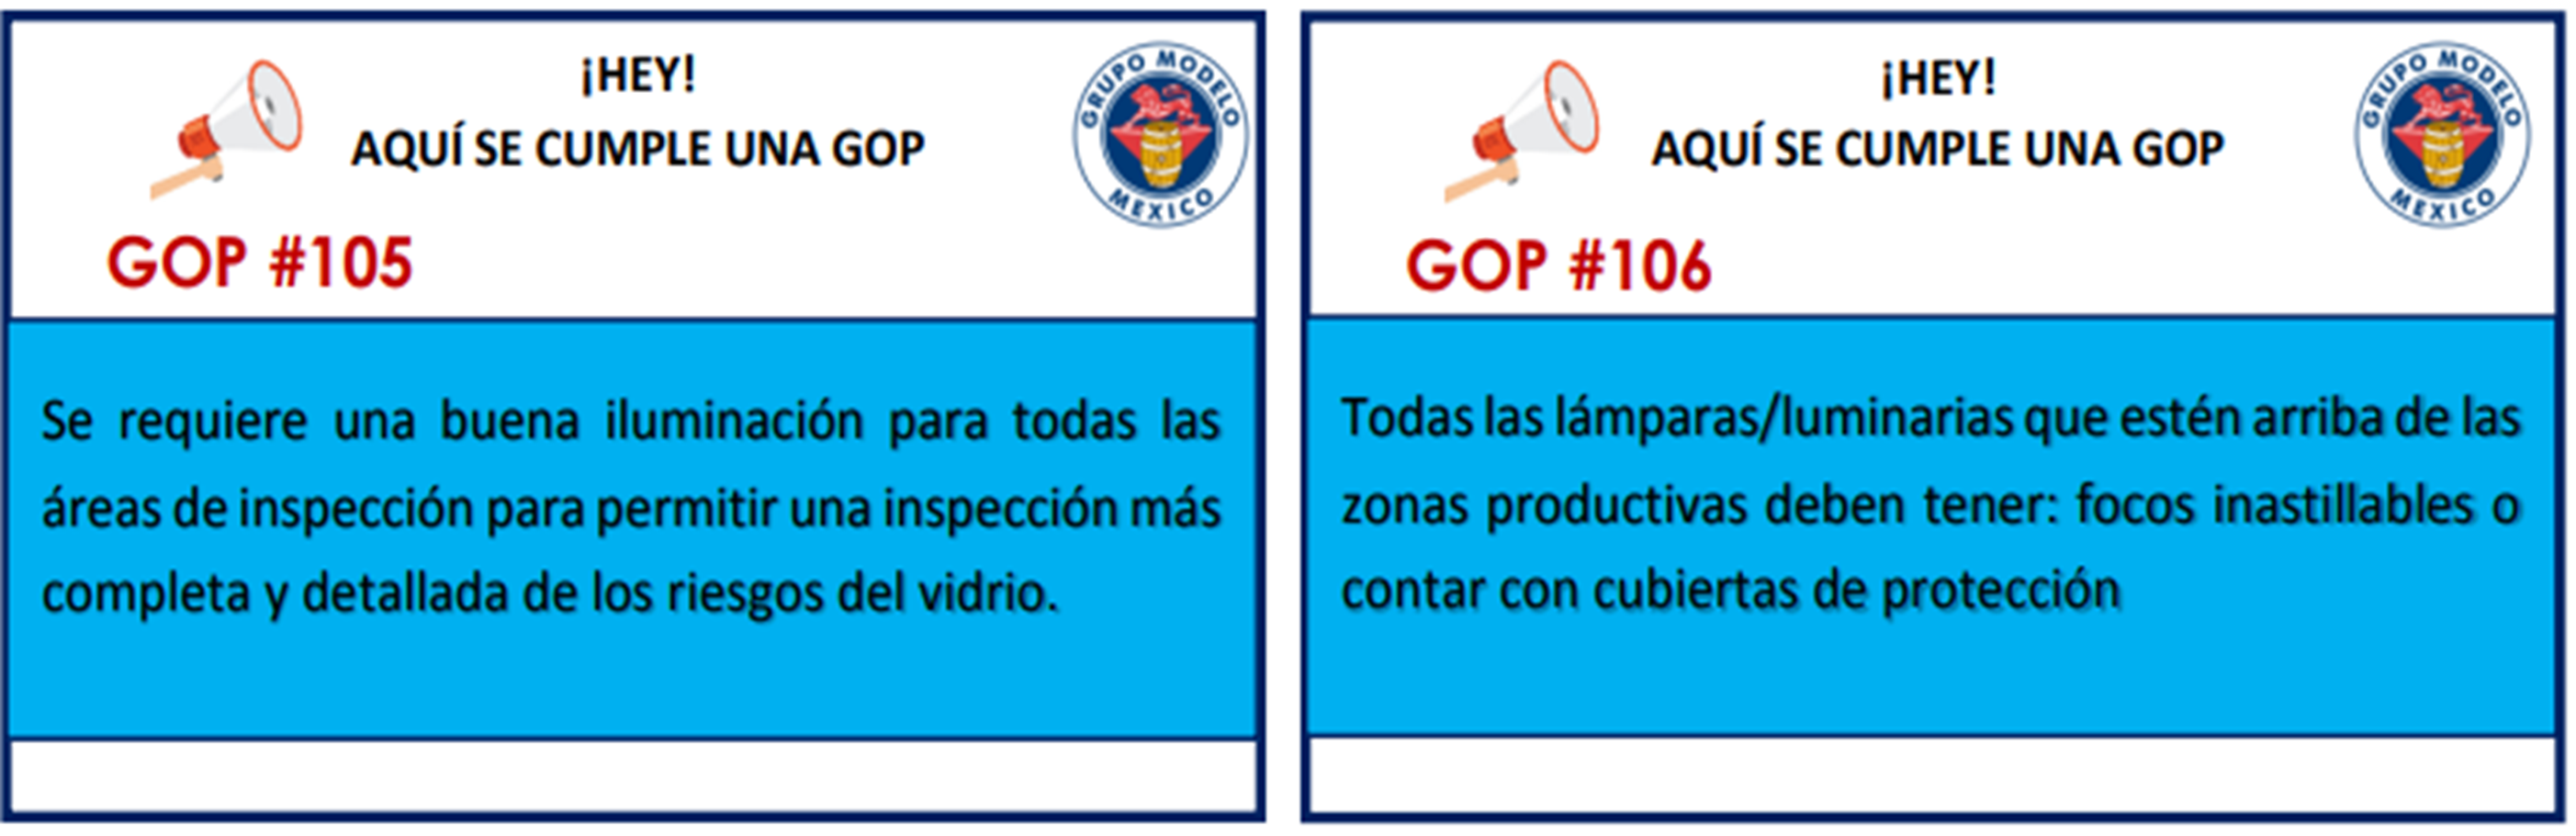 ¡HEY!
AQUÍ SE CUMPLE UNA GOP
GRUPO MODELO
MEXICO
GOP #105
Se requiere una buena iluminación para todas las
áreas de inspección para permitir una inspección más
completa y detallada de los riesgos del vidrio.
¡HEY!
AQUÍ SE CUMPLE UNA GOP
GRUPO MODELO
MEXICO
GOP #106
Todas las lámparas/luminarias que estén arriba de las
zonas productivas deben tener: focos inastillables o
contar con cubiertas de protección